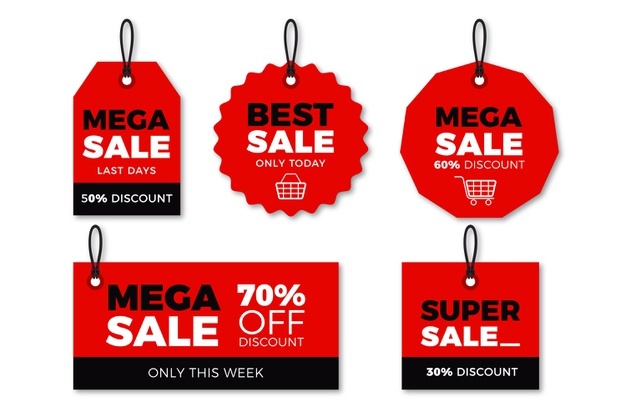 MEGA
SALE
LAST DAYS
50% DISCOUNT
BEST
SALE
ONLY TODAY
MEGA
SALE
60% DISCOUNT
MEGA
SALE
70%
OFF
DISCOUNT
ONLY THIS WEEK
SUPER
SALE_
30% DISCOUNT